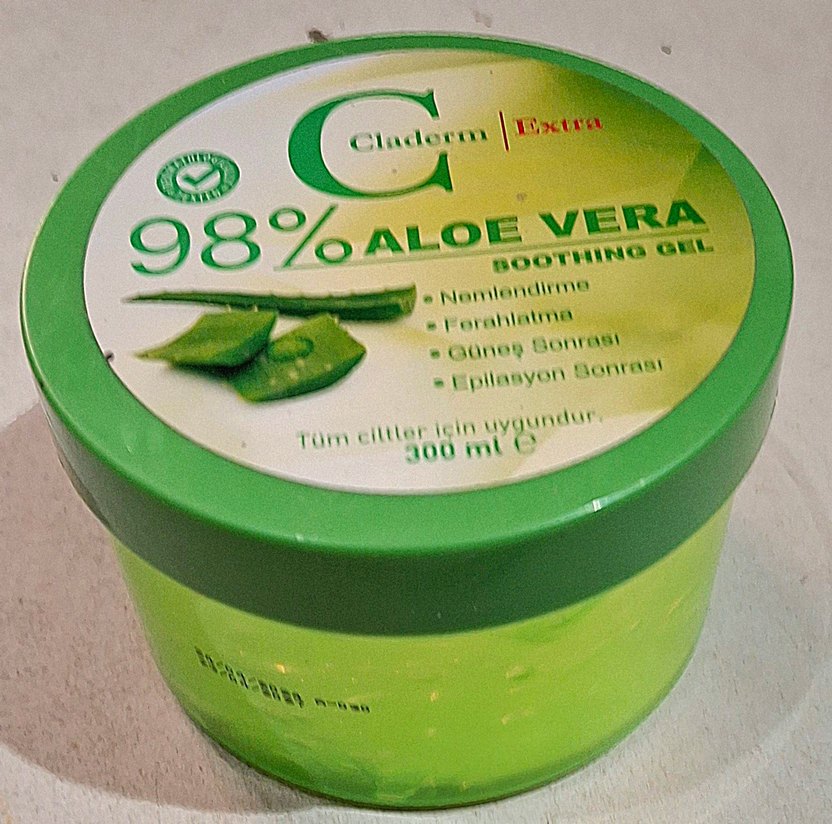 C
Claderm | Extra
98% ALOE VERA
SOOTHING GEL
• Nemlendirme
• Ferahlatma
• Güneş Sonrası
• Epilasyon Sonrası
Tüm ciltler için uygundur.
300 ml ℮